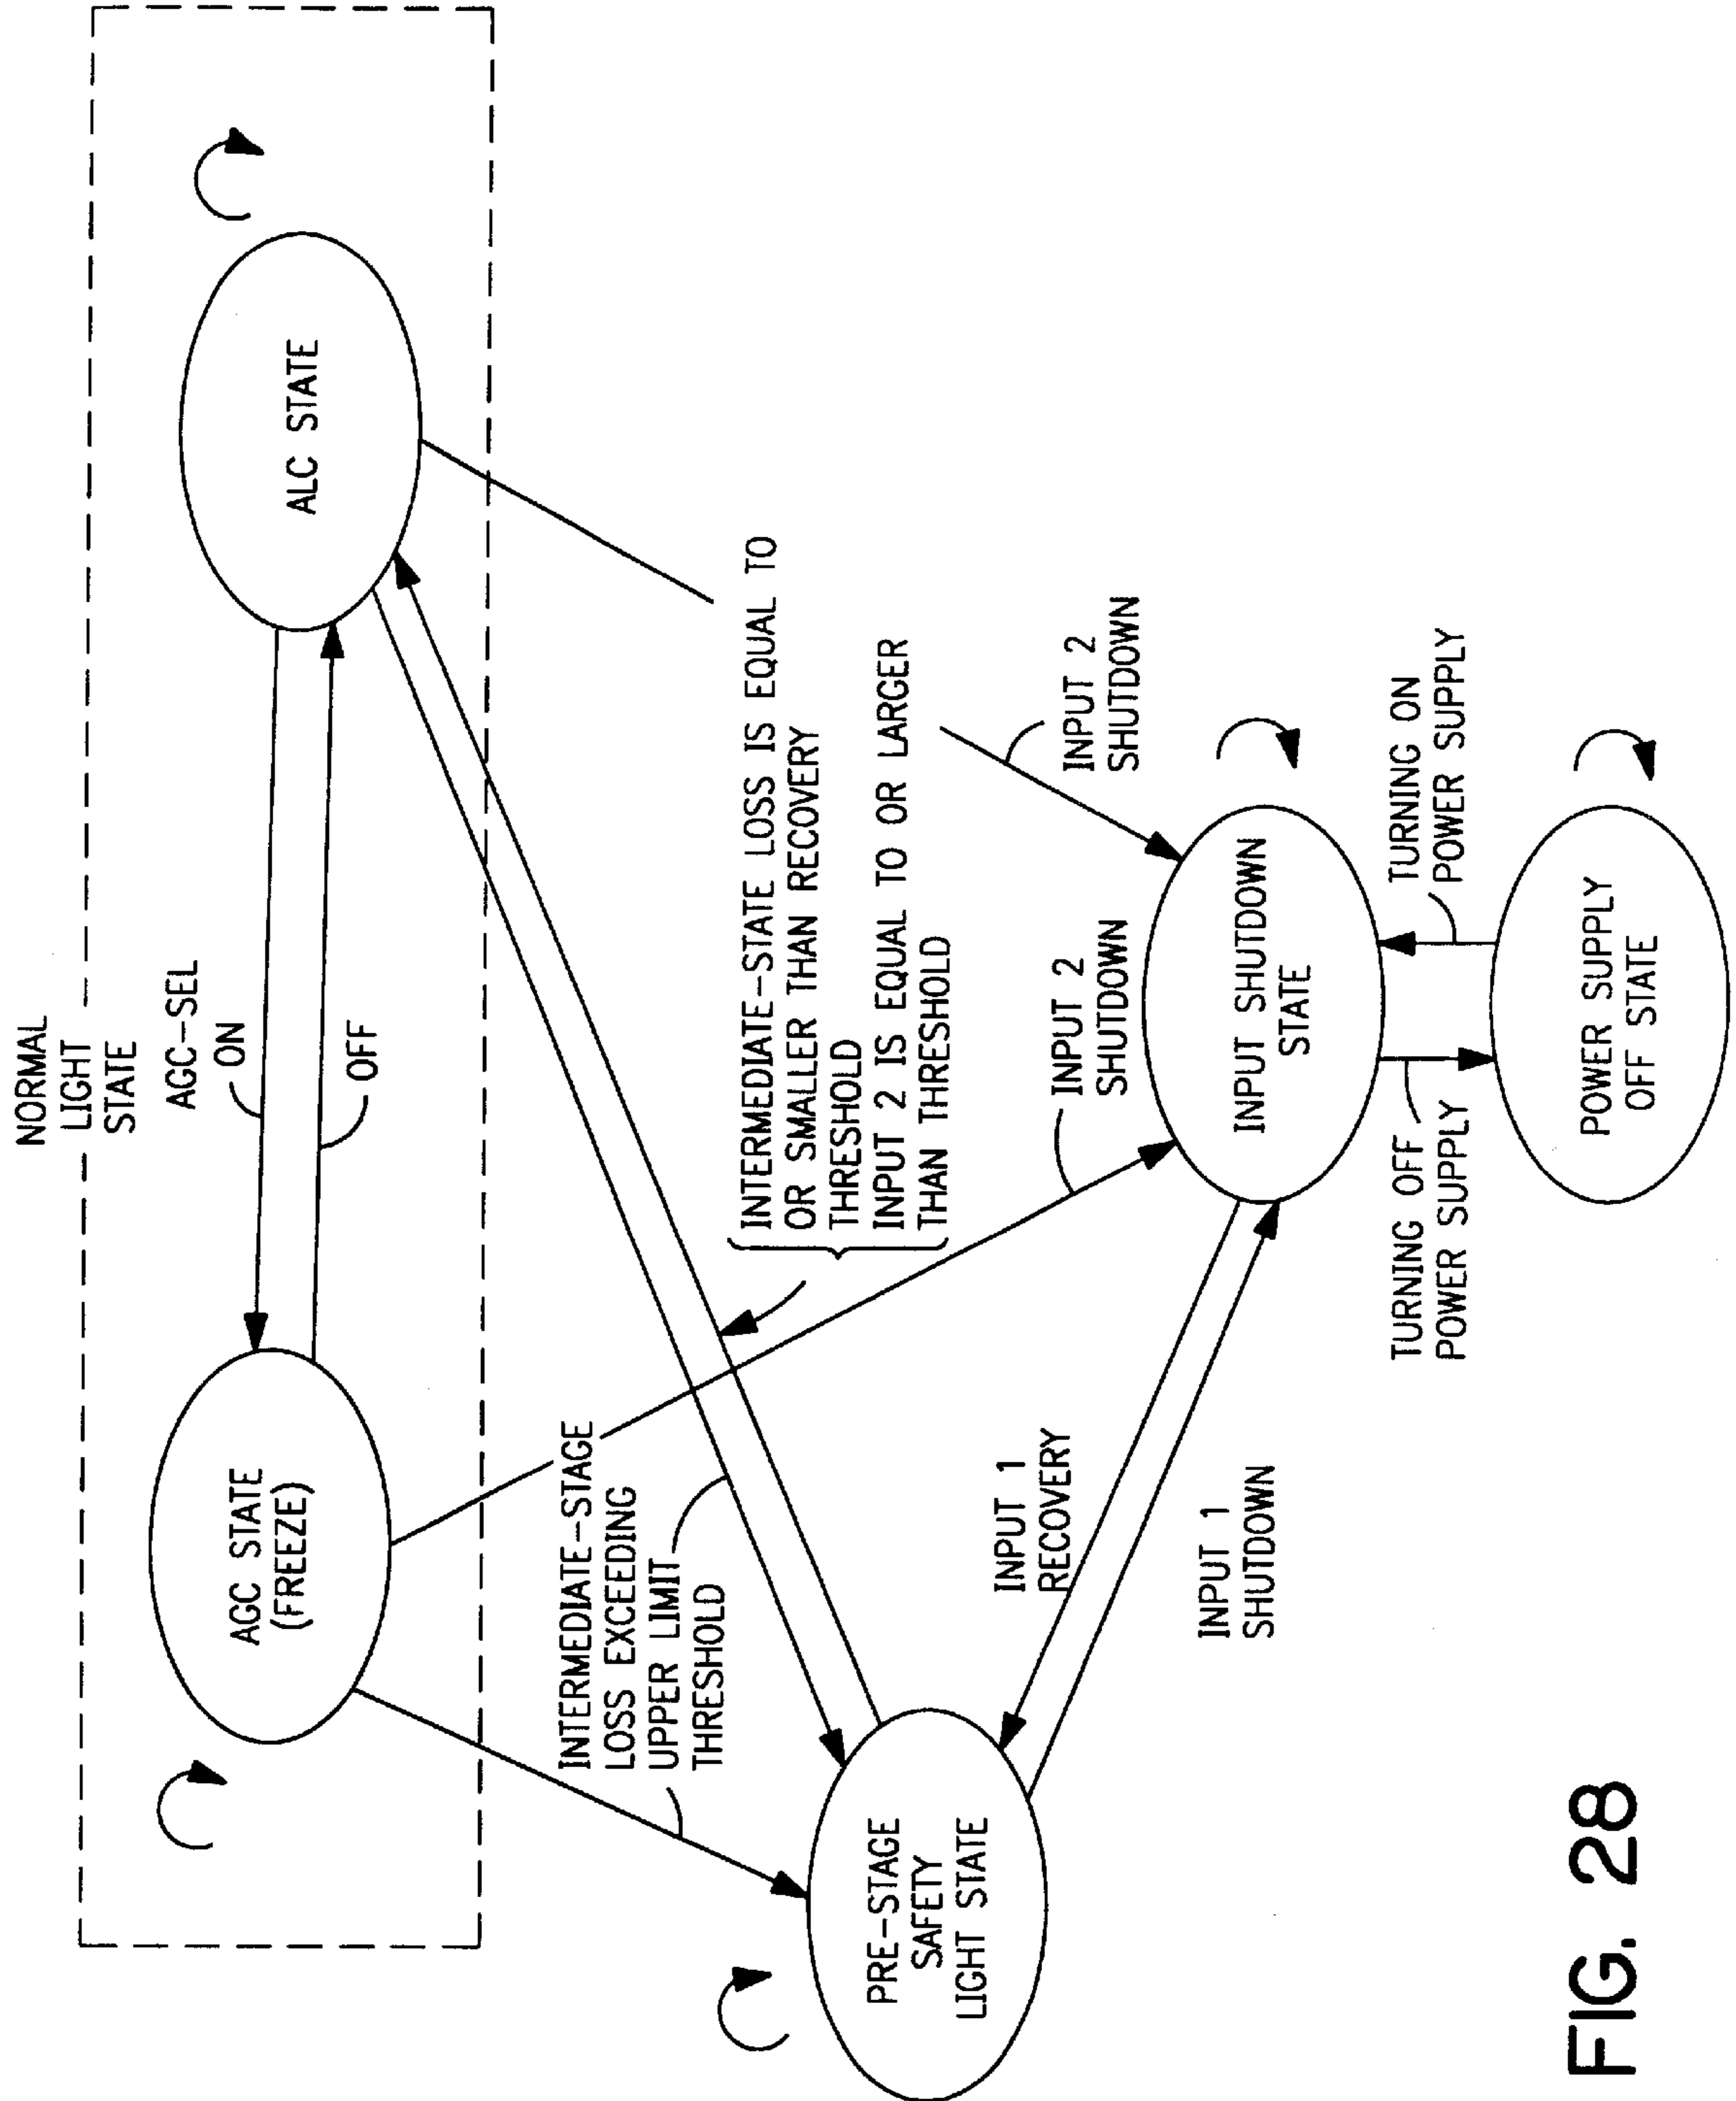 NORMAL
LIGHT
STATE
AGC-SEL
ON
OFF
AGC STATE
(FREEZE)
ALC STATE
INTERMEDIATE-STAGE
LOSS EXCEEDING
UPPER LIMIT
THRESHOLD
INTERMEDIATE-STATE LOSS IS EQUAL TO
OR SMALLER THAN RECOVERY
THRESHOLD
INPUT 2 IS EQUAL TO OR LARGER
THAN THRESHOLD
PRE-STAGE
SAFETY
LIGHT STATE
INPUT 1
RECOVERY
INPUT 1
SHUTDOWN
INPUT 2
SHUTDOWN
INPUT 2
SHUTDOWN
INPUT SHUTDOWN
STATE
TURNING OFF
POWER SUPPLY
TURNING ON
POWER SUPPLY
POWER SUPPLY
OFF STATE
FIG. 28